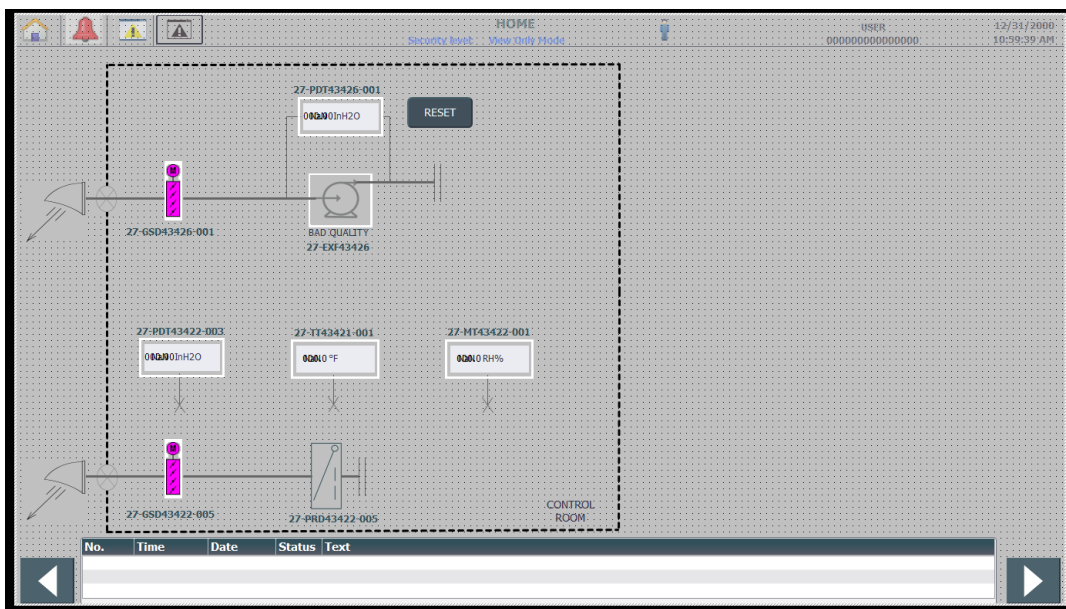 HOME
Security level: View Only Mode
USER
000000000000000
12/31/2000
10:59:39 AM
27-PDT43426-001
InH2O
RESET
M
27-GSD43426-001
BAD QUALITY
27-EXF43426
27-PDT43422-003
27-TT43421-001
27-MT43422-001
InH2O
°F
RH%
M
27-GSD43422-005
27-PRD43422-005
CONTROL
ROOM
No. Time Date Status Text